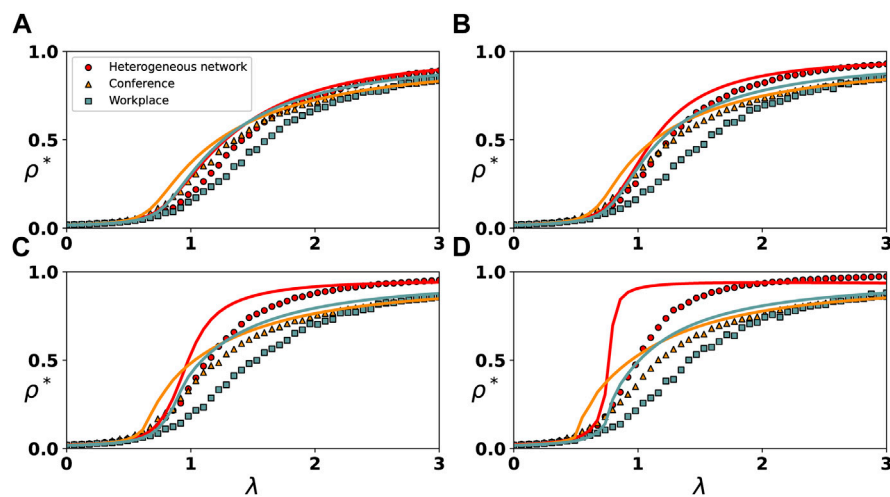 A
B
1.0
0.5
0.0
ρ*
Heterogeneous network
Conference
Workplace
0 1 2 3
1.0
0.5
0.0
ρ*
0 1 2 3
C
D
1.0
0.5
0.0
ρ*
0 1 2 3
λ
1.0
0.5
0.0
ρ*
0 1 2 3
λ